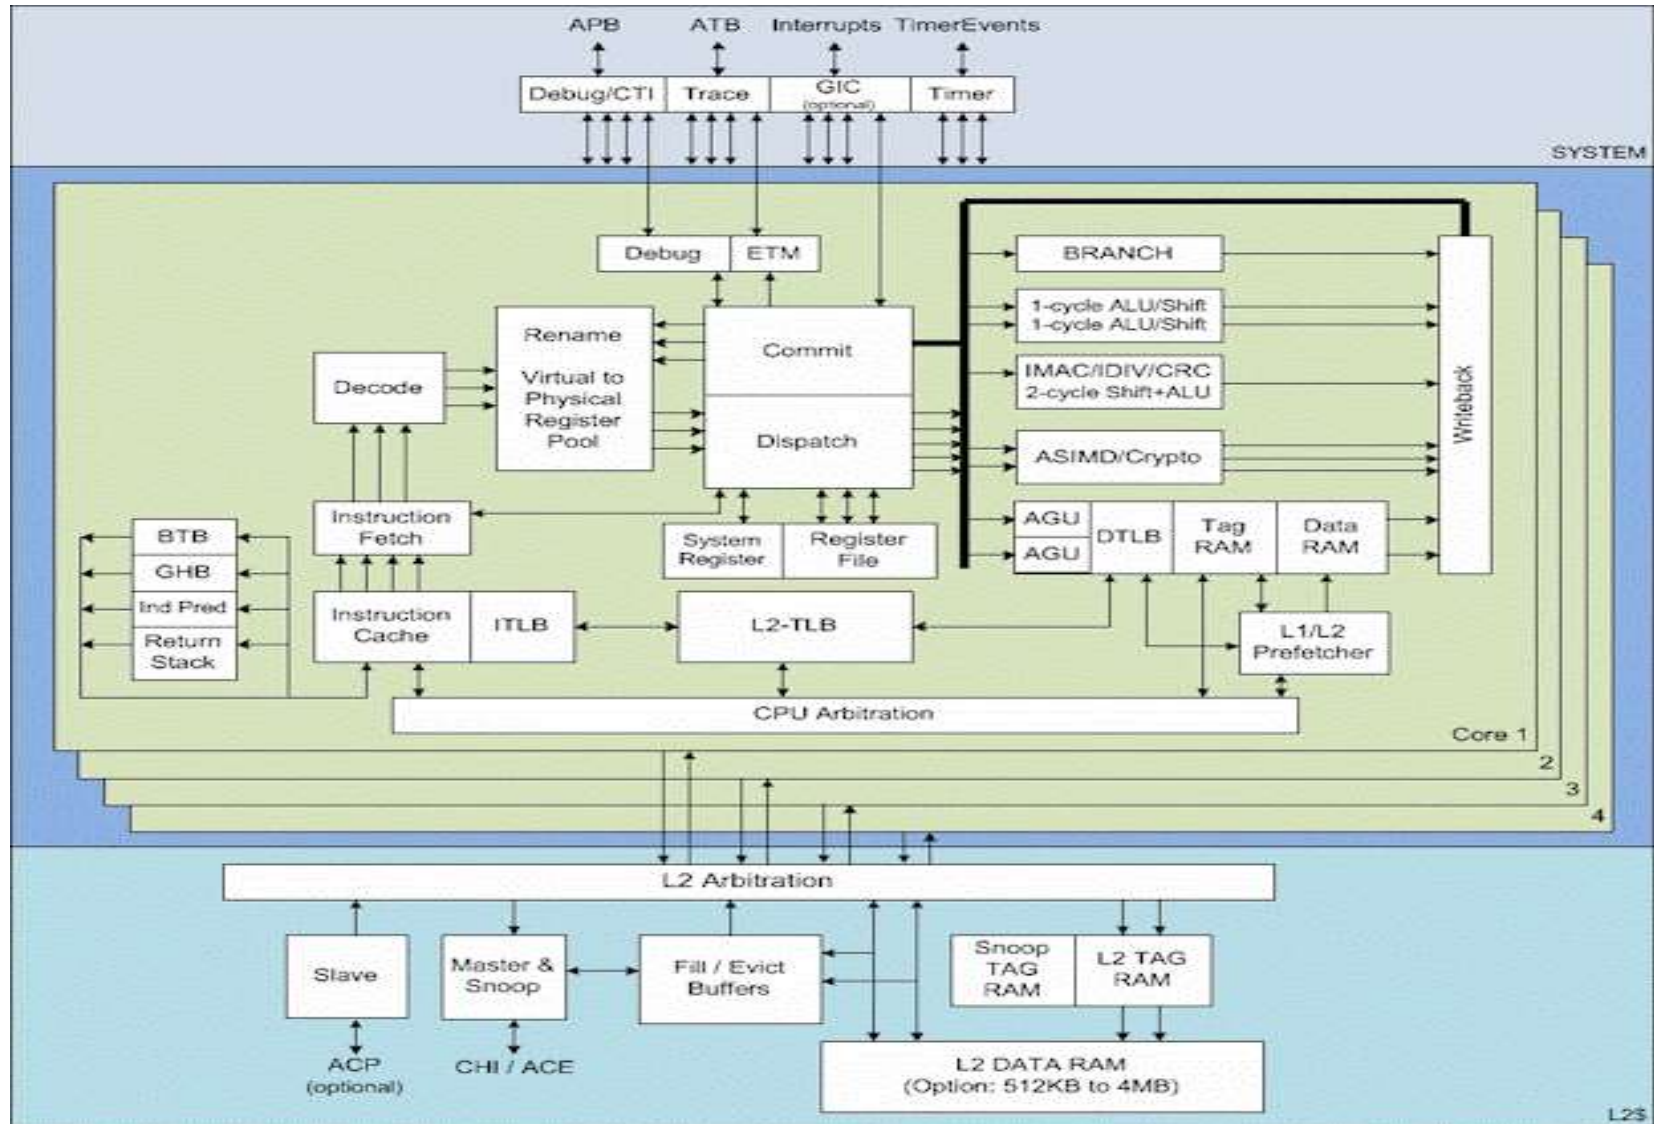 APB ATB Interrupts TimerEvents
Debug/CTI Trace GIC Timer
(optional)
SYSTEM
Debug ETM
BRANCH
1-cycle ALU/Shift
1-cycle ALU/Shift
Rename
Virtual to
Physical
Register
Pool
Commit
Dispatch
Decode
IMAC/IDIV/CRC
2-cycle Shift+ALU
Writeback
ASIMD/Crypto
Instruction
Fetch
System
Register
Register
File
AGU
AGU
DTLB
Tag
RAM
Data
RAM
BTB
GHB
Ind Pred
Return
Stack
Instruction
Cache
ITLB
L2-TLB
L1/L2
Prefetcher
CPU Arbitration
Core 1
2
3
4
L2 Arbitration
Slave
Master &
Snoop
Fill / Evict
Buffers
Snoop
TAG
RAM
L2 TAG
RAM
ACP
(optional)
CHI / ACE
L2 DATA RAM
(Option: 512KB to 4MB)
L2$